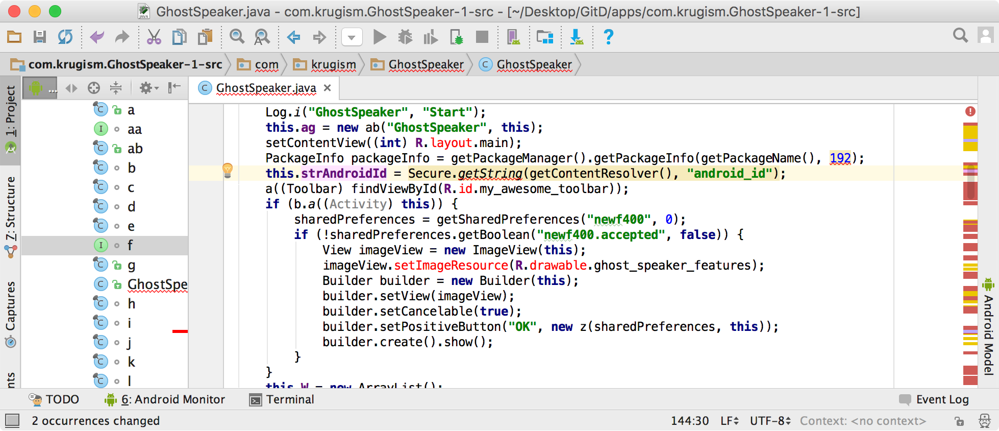 GhostSpeaker.java - com.krugism.GhostSpeaker-1-src - [~/Desktop/GitD/apps/com.krugism.GhostSpeaker-1-src]
com.krugism.GhostSpeaker-1-src com krugism GhostSpeaker GhostSpeaker
1: Project
7: Structure
Captures
nts
...
a
aa
ab
b
c
d
e
f
g
GhostSpe
h
i
j
k
l
GhostSpeaker.java
Log.i("GhostSpeaker", "Start");
this.ag = new ab("GhostSpeaker", this);
setContentView((int) R.layout.main);
PackageInfo packageInfo = getPackageManager().getPackageInfo(getPackageName(), 192);
this.strAndroidId = Secure.getString(getContentResolver(), "android_id");
a((Toolbar) findViewById(R.id.my_awesome_toolbar));
if (b.a((Activity) this)) {
sharedPreferences = getSharedPreferences("newf400", 0);
if (!sharedPreferences.getBoolean("newf400.accepted", false)) {
View imageView = new ImageView(this);
imageView.setImageResource(R.drawable.ghost_speaker_features);
Builder builder = new Builder(this);
builder.setView(imageView);
builder.setCancelable(true);
builder.setPositiveButton("OK", new z(sharedPreferences, this));
builder.create().show();
}
}
this.W = new ArrayList();
Android Model
TODO 6: Android Monitor Terminal Event Log
2 occurrences changed 144:30 LF UTF-8 Context: <no context>